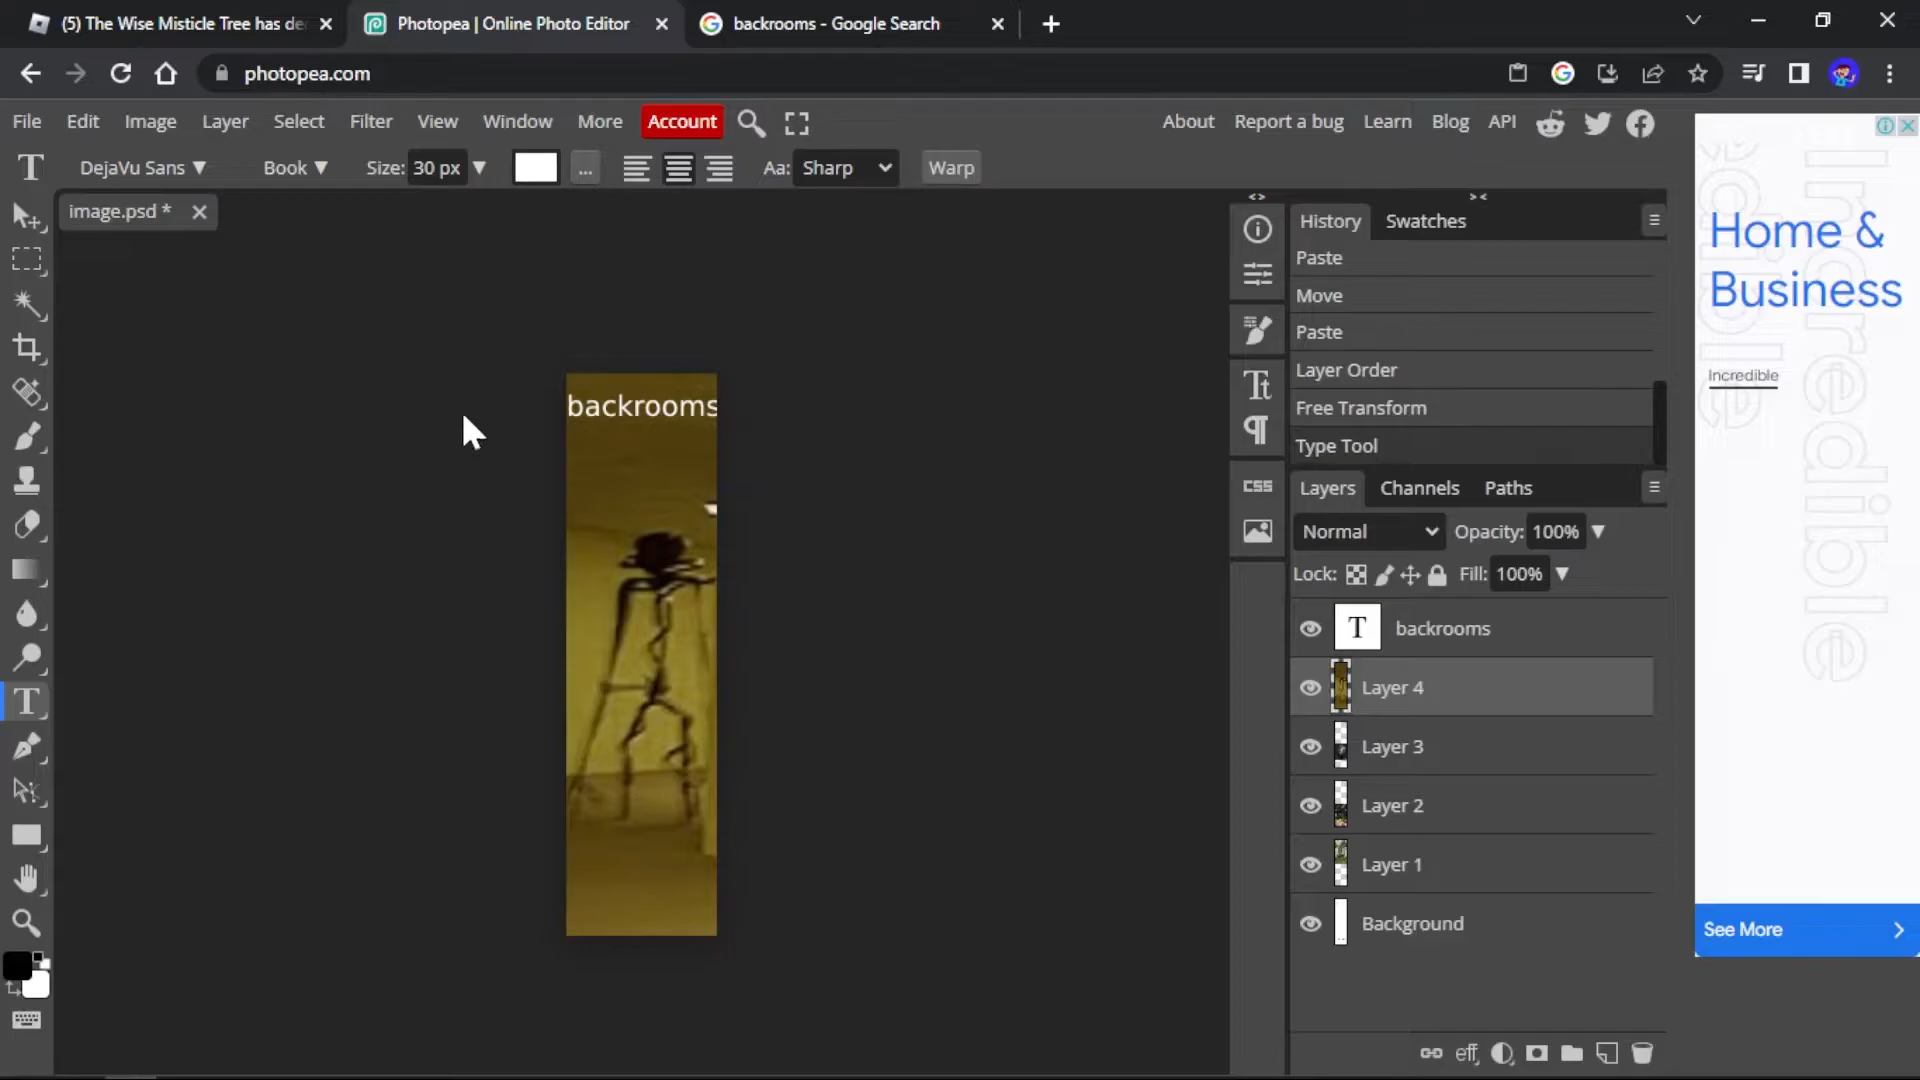 (5) The Wise Misticle Tree has de
Photopea | Online Photo Editor
backrooms - Google Search
photopea.com
File Edit Image Layer Select Filter View Window More Account
About Report a bug Learn Blog API
T DejaVu Sans Book Size: 30 px ... Aa: Sharp Warp
image.psd *
backrooms
History Swatches
Paste
Move
Paste
Layer Order
Free Transform
Type Tool
CSS
Layers Channels Paths
Normal Opacity: 100%
Lock: Fill: 100%
T backrooms
Layer 4
Layer 3
Layer 2
Layer 1
Background
eff
Home &
Business
Incredible
Incredible
See More